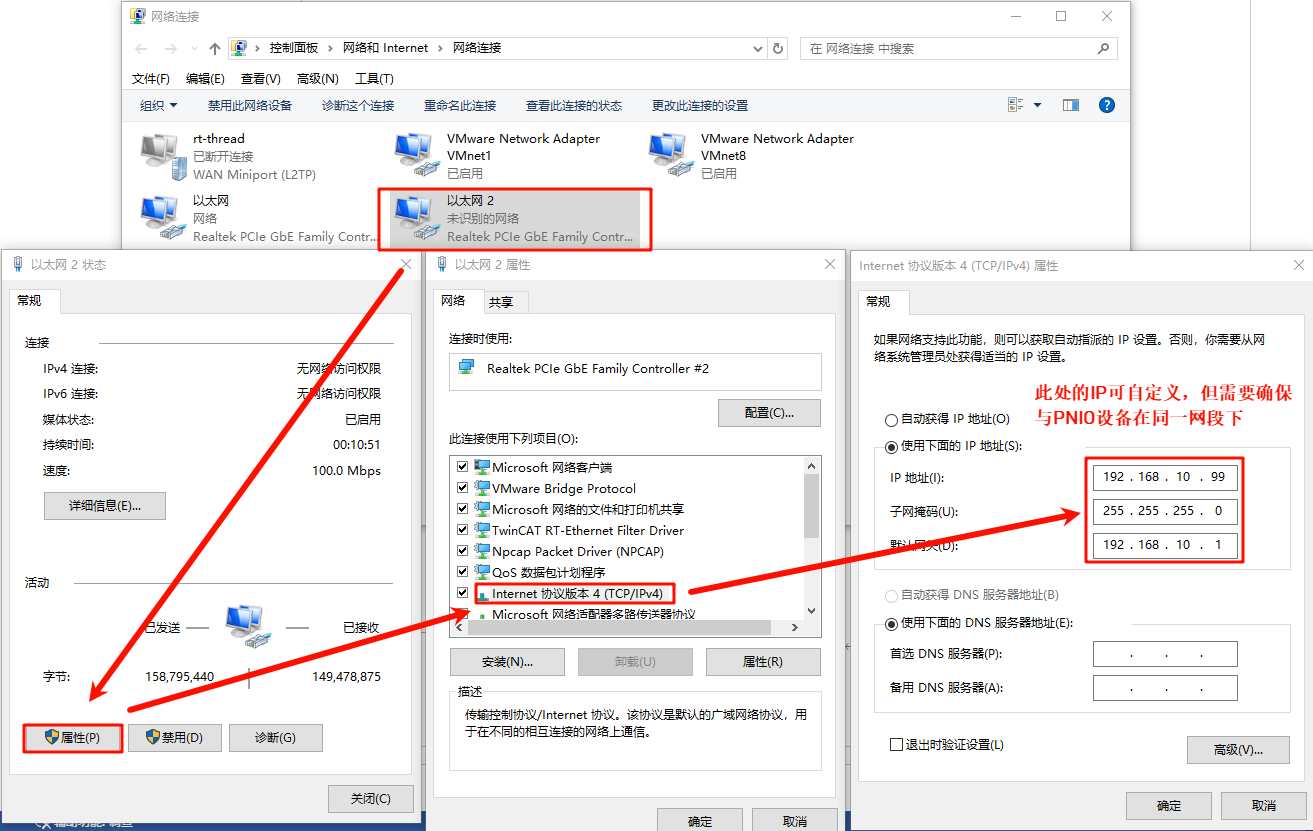 网络连接
控制面板
网络和 Internet
网络连接
在 网络连接 中搜索
文件(F)
编辑(E)
查看(V)
高级(N)
工具(T)
组织
禁用此网络设备
诊断这个连接
重命名此连接
查看此连接的状态
更改此连接的设置
rt-thread
已断开连接
WAN Miniport (L2TP)
VMware Network Adapter
VMnet1
已启用
VMware Network Adapter
VMnet8
已启用
以太网
网络
Realtek PCIe GbE Family Contr...
以太网 2
未识别的网络
Realtek PCIe GbE Family Contr...
以太网 2 状态
常规
连接
IPv4 连接:
无网络访问权限
IPv6 连接:
无网络访问权限
媒体状态:
已启用
持续时间:
00:10:51
速度:
100.0 Mbps
详细信息(E)...
活动
已发送
已接收
字节:
158,795,440
149,478,875
属性(P)
禁用(D)
诊断(G)
关闭(C)
以太网 2 属性
网络
共享
连接时使用:
Realtek PCIe GbE Family Controller #2
配置(C)...
此连接使用下列项目(O):
Microsoft 网络客户端
VMware Bridge Protocol
Microsoft 网络的文件和打印机共享
TwinCAT RT-Ethernet Filter Driver
Npcap Packet Driver (NPCAP)
QoS 数据包计划程序
Internet 协议版本 4 (TCP/IPv4)
Microsoft 网络适配器多路传送器协议
安装(N)...
卸载(U)
属性(R)
描述
传输控制协议/Internet 协议。该协议是默认的广域网络协议，用
于在不同的相互连接的网络上通信。
确定
取消
Internet 协议版本 4 (TCP/IPv4) 属性
常规
如果网络支持此功能，则可以获取自动指派的 IP 设置。否则，你需要从网
络系统管理员处获得适当的 IP 设置。
此处的IP可自定义，但需要确保
与PNIO设备在同一网段下
自动获得 IP 地址(O)
使用下面的 IP 地址(S):
IP 地址(I):
192 . 168 . 10 . 99
子网掩码(U):
255 . 255 . 255 . 0
默认网关(D):
192 . 168 . 10 . 1
自动获得 DNS 服务器地址(B)
使用下面的 DNS 服务器地址(E):
首选 DNS 服务器(P):
. . .
备用 DNS 服务器(A):
. . .
退出时验证设置(L)
高级(V)...
确定
取消